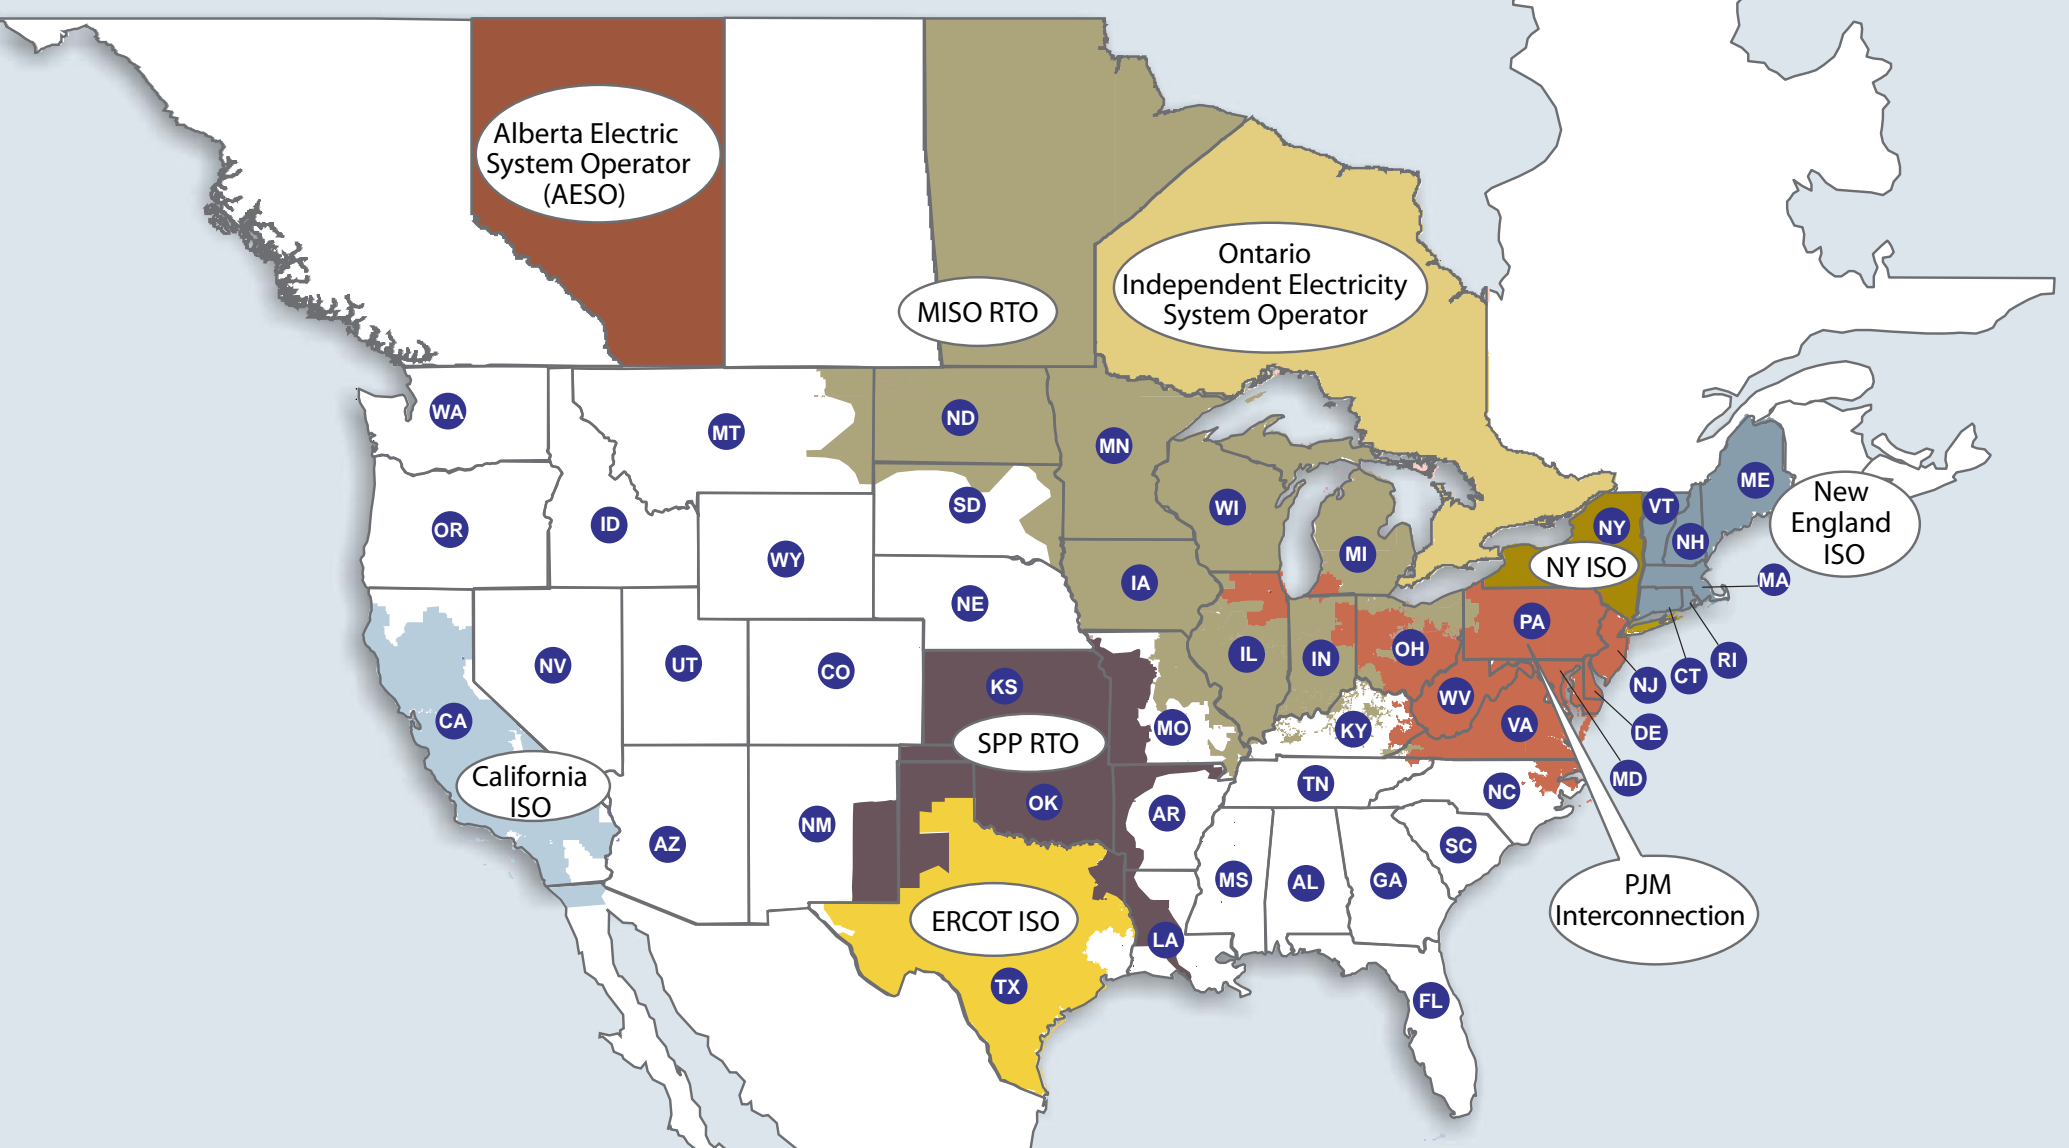 Alberta Electric
System Operator
(AESO)
Ontario
Independent Electricity
System Operator
MISO RTO
WA
MT
ND
MN
OR
ID
WY
SD
WI
MI
NY
VT
NH
ME
New
England
ISO
NY ISO
MA
NE
IA
PA
NV
UT
CO
KS
IL
IN
OH
WV
VA
NJ
CT
RI
DE
MD
CA
California
ISO
SPP RTO
MO
KY
TN
NC
AZ
NM
OK
AR
SC
MS
AL
GA
PJM
Interconnection
ERCOT ISO
LA
TX
FL